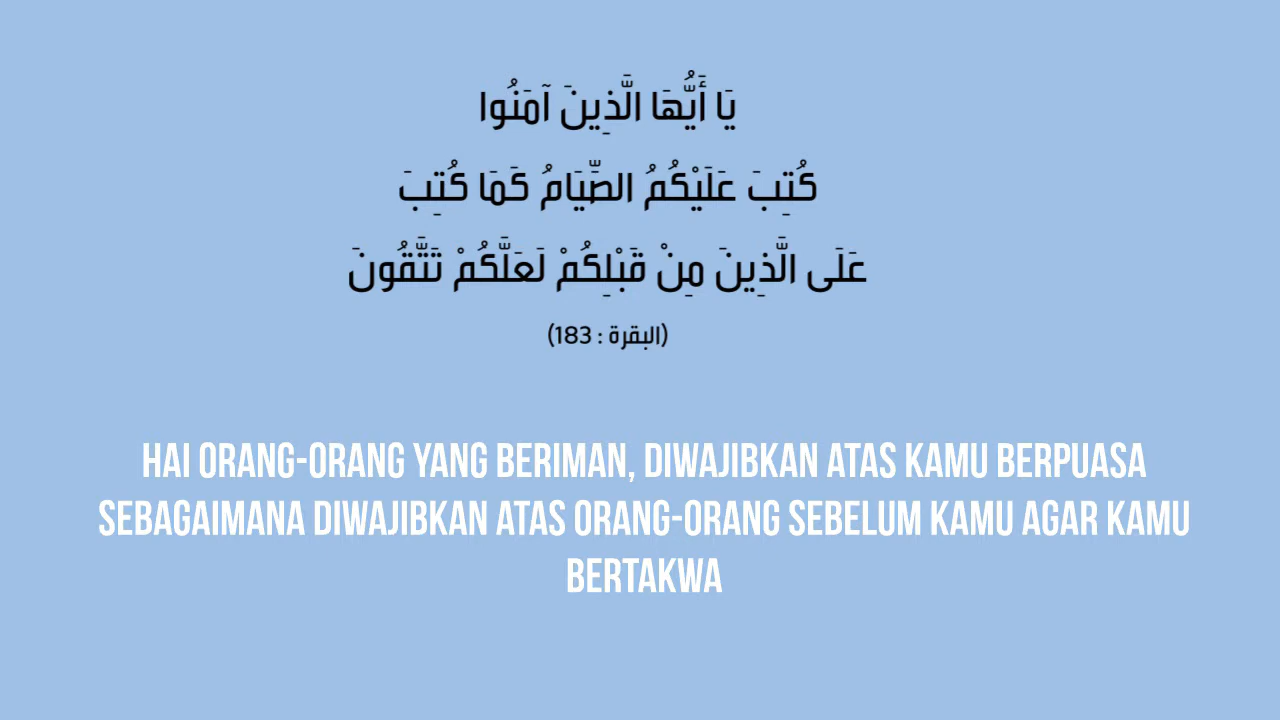 يَا أَيُّهَا الَّذِينَ آمَنُوا
كُتِبَ عَلَيْكُمُ الصِّيَامُ كَمَا كُتِبَ
عَلَى الَّذِينَ مِنْ قَبْلِكُمْ لَعَلَّكُمْ تَتَّقُونَ
(البقرة : 183)
HAI ORANG-ORANG YANG BERIMAN, DIWAJIBKAN ATAS KAMU BERPUASA
SEBAGAIMANA DIWAJIBKAN ATAS ORANG-ORANG SEBELUM KAMU AGAR KAMU
BERTAKWA